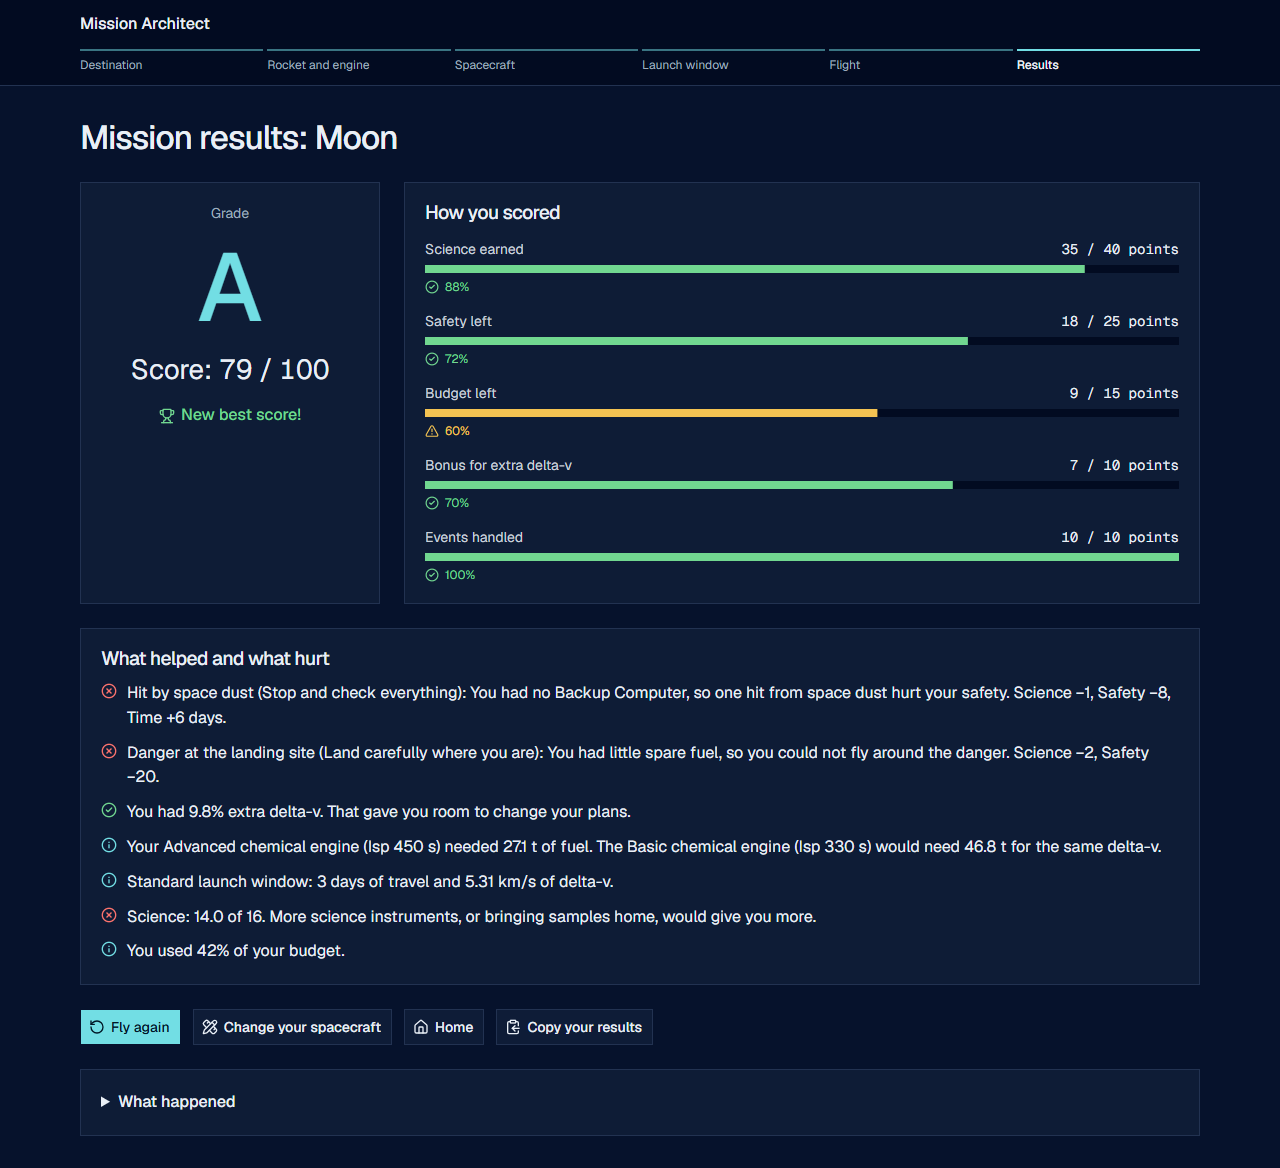 Mission Architect
Destination
Rocket and engine
Spacecraft
Launch window
Flight
Results
Mission results: Moon
Grade
A
Score: 79 / 100
New best score!
How you scored
Science earned 35 / 40 points
88%
Safety left 18 / 25 points
72%
Budget left 9 / 15 points
60%
Bonus for extra delta-v 7 / 10 points
70%
Events handled 10 / 10 points
100%
What helped and what hurt
Hit by space dust (Stop and check everything): You had no Backup Computer, so one hit from space dust hurt your safety. Science −1, Safety −8,
Time +6 days.
Danger at the landing site (Land carefully where you are): You had little spare fuel, so you could not fly around the danger. Science −2, Safety
−20.
You had 9.8% extra delta-v. That gave you room to change your plans.
Your Advanced chemical engine (Isp 450 s) needed 27.1 t of fuel. The Basic chemical engine (Isp 330 s) would need 46.8 t for the same delta-v.
Standard launch window: 3 days of travel and 5.31 km/s of delta-v.
Science: 14.0 of 16. More science instruments, or bringing samples home, would give you more.
You used 42% of your budget.
Fly again
Change your spacecraft
Home
Copy your results
What happened